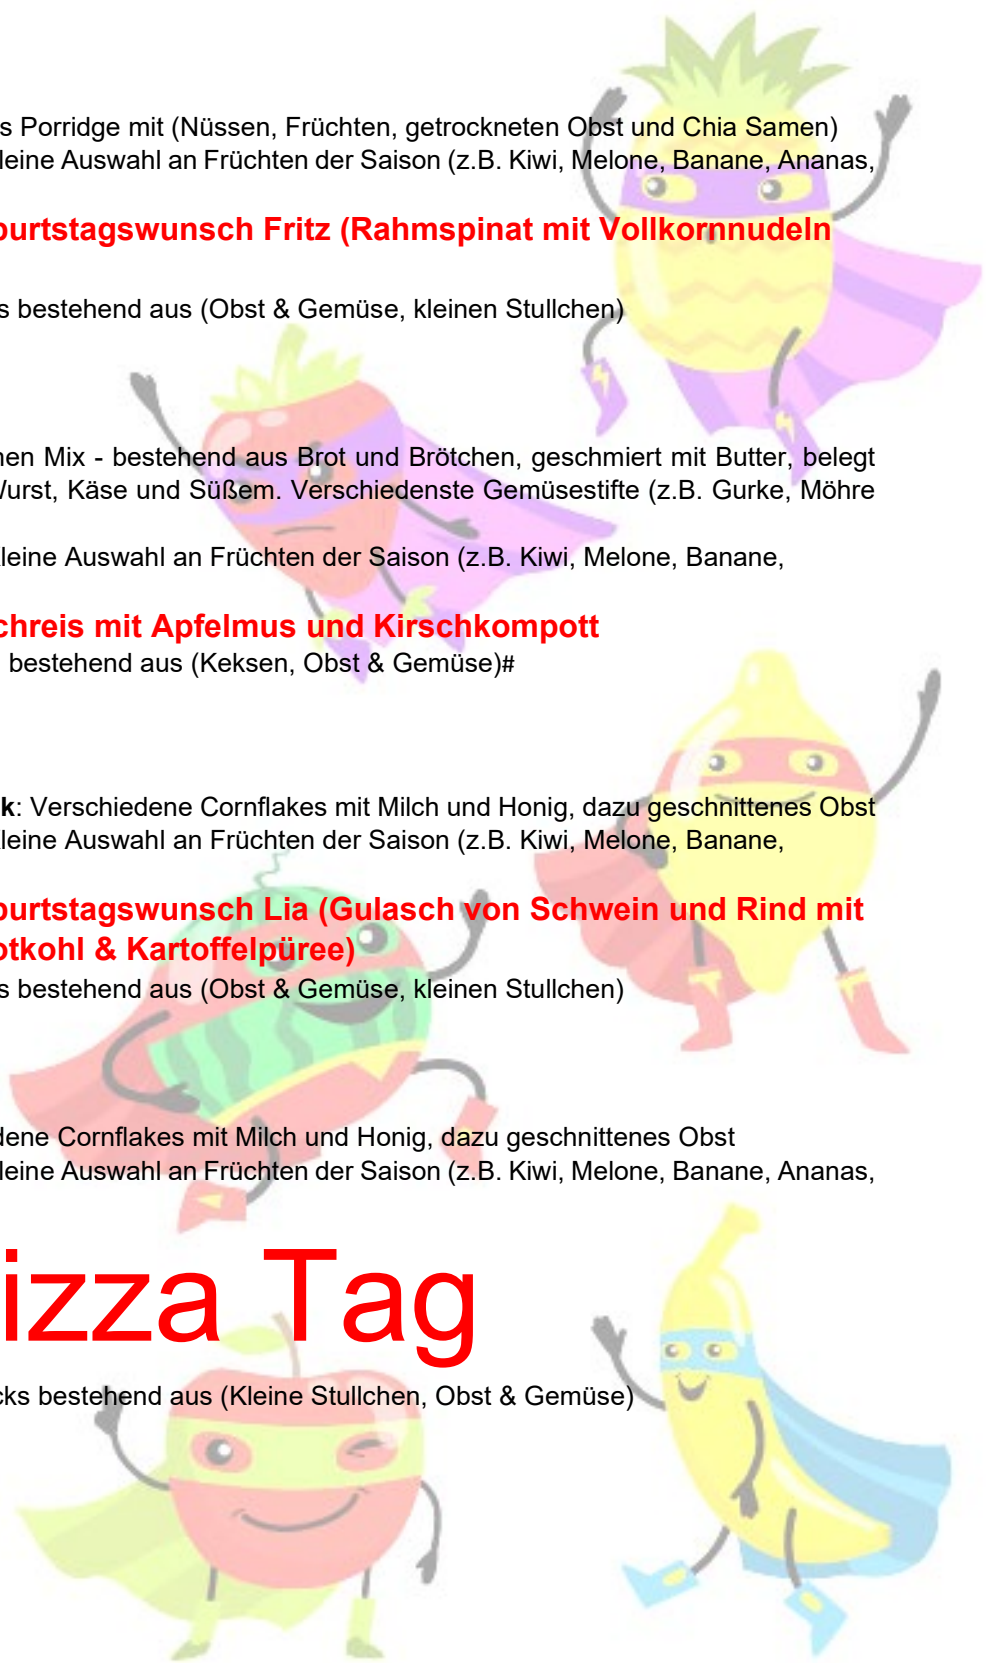 s Porridge mit (Nüssen, Früchten, getrockneten Obst und Chia Samen)
leine Auswahl an Früchten der Saison (z.B. Kiwi, Melone, Banane, Ananas,
burtstagswunsch Fritz (Rahmspinat mit Vollkornnudeln
s bestehend aus (Obst & Gemüse, kleinen Stullchen)
hen Mix - bestehend aus Brot und Brötchen, geschmiert mit Butter, belegt
Wurst, Käse und Süßem. Verschiedenste Gemüsestifte (z.B. Gurke, Möhre
leine Auswahl an Früchten der Saison (z.B. Kiwi, Melone, Banane,
chreis mit Apfelmus und Kirschkompott
bestehend aus (Keksen, Obst & Gemüse)#
k: Verschiedene Cornflakes mit Milch und Honig, dazu geschnittenes Obst
leine Auswahl an Früchten der Saison (z.B. Kiwi, Melone, Banane,
burtstagswunsch Lia (Gulasch von Schwein und Rind mit
otkohl & Kartoffelpüree)
s bestehend aus (Obst & Gemüse, kleinen Stullchen)
dene Cornflakes mit Milch und Honig, dazu geschnittenes Obst
leine Auswahl an Früchten der Saison (z.B. Kiwi, Melone, Banane, Ananas,
izza Tag
cks bestehend aus (Kleine Stullchen, Obst & Gemüse)